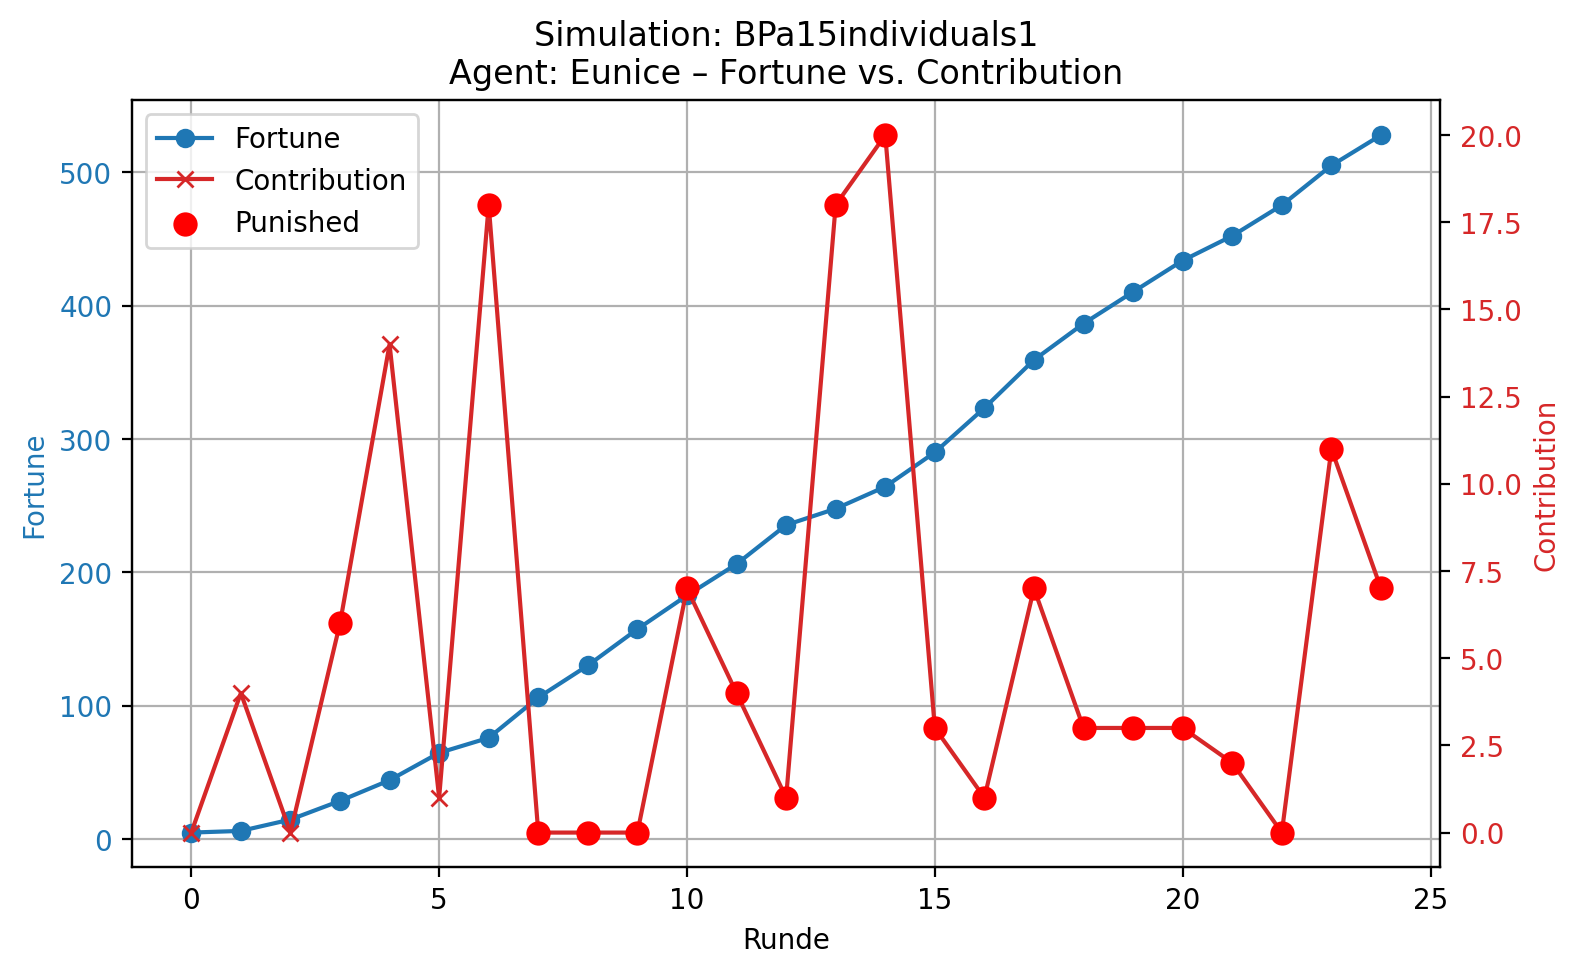 Simulation: BPa15individuals1
Agent: Eunice – Fortune vs. Contribution
Fortune
Contribution
Punished
500
400
300
200
100
0
Fortune
20.0
17.5
15.0
12.5
10.0
7.5
5.0
2.5
0.0
Contribution
0 5 10 15 20 25
Runde